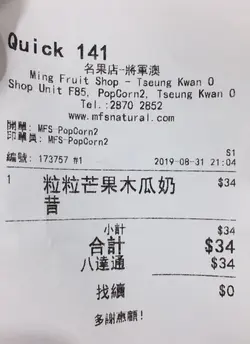 Quick 141
名果店-將軍澳
Ming Fruit Shop - Tseung Kwan O
Shop Unit F85, PopCorn2, Tseung Kwan O
Tel.:2870 2852
www.mfsnatural.com
開單: MFS-PopCorn2
印單員: MFS-PopCorn2
S1
編號: 173757 #1 2019-08-31 21:04
1 粒粒芒果木瓜奶 $34
昔
小計 $34
合計 $34
八達通 $34
找續 $0
多謝惠顧!